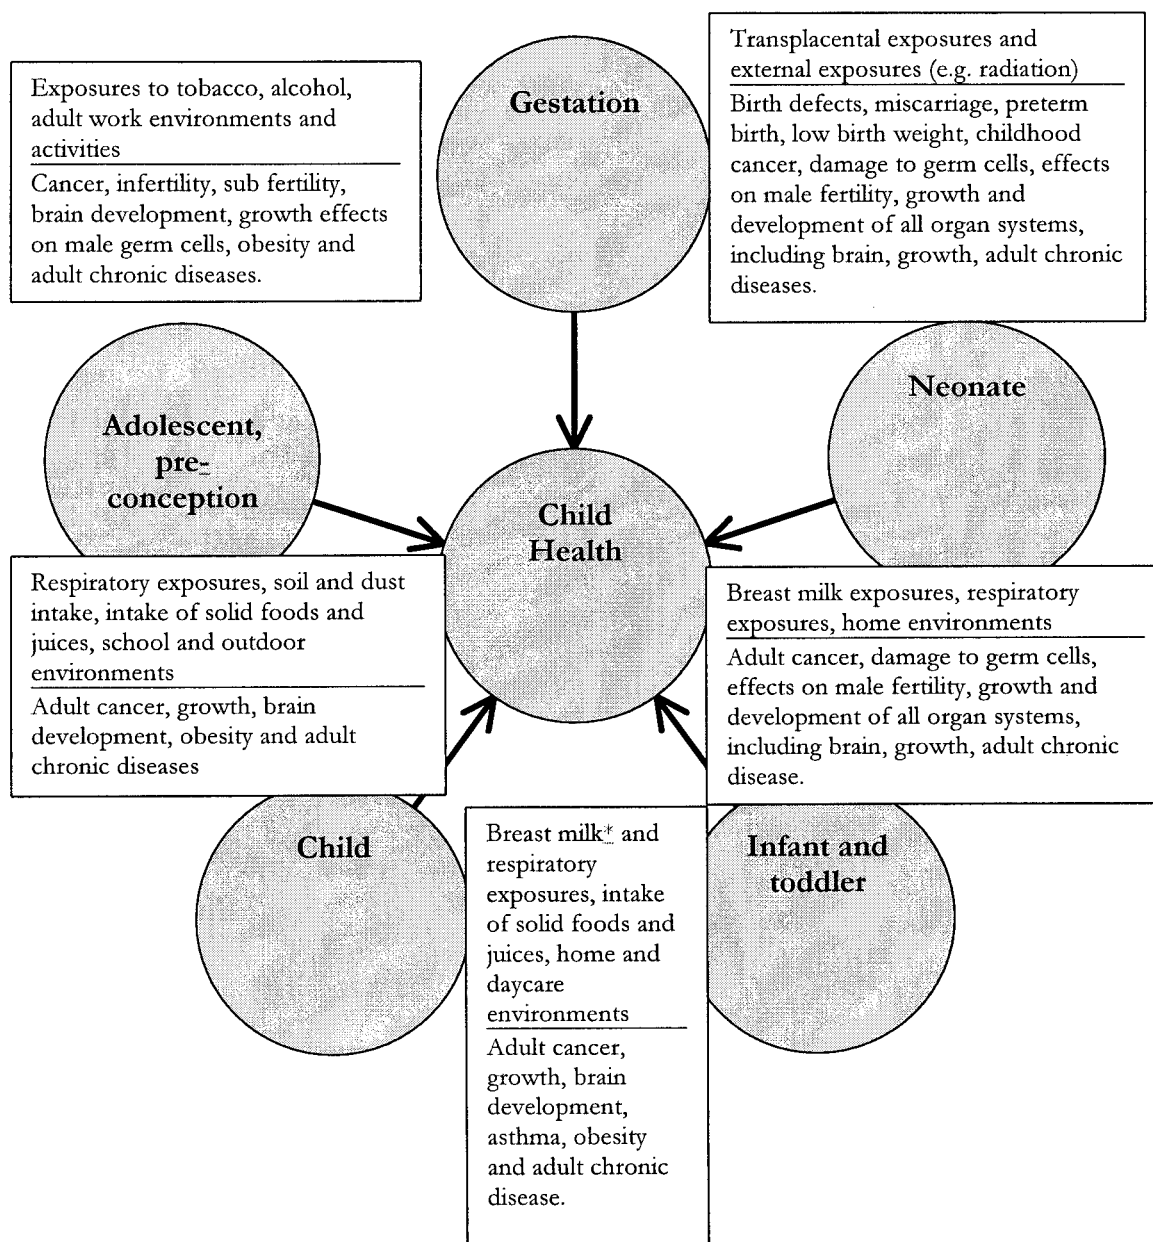 Transplacental exposures and
external exposures (e.g. radiation)
Birth defects, miscarriage, preterm
birth, low birth weight, childhood
cancer, damage to germ cells, effects
on male fertility, growth and
development of all organ systems,
including brain, growth, adult chronic
diseases.
Gestation
Exposures to tobacco, alcohol,
adult work environments and
activities
Cancer, infertility, sub fertility,
brain development, growth effects
on male germ cells, obesity and
adult chronic diseases.
Neonate
Adolescent,
pre-
conception
Child
Health
Respiratory exposures, soil and dust
intake, intake of solid foods and
juices, school and outdoor
environments
Adult cancer, growth, brain
development, obesity and adult
chronic diseases
Breast milk exposures, respiratory
exposures, home environments
Adult cancer, damage to germ cells,
effects on male fertility, growth and
development of all organ systems,
including brain, growth, adult chronic
disease.
Child
Breast milk* and
respiratory
exposures, intake
of solid foods and
juices, home and
daycare
environments
Adult cancer,
growth, brain
development,
asthma, obesity
and adult chronic
disease.
Infant and
toddler